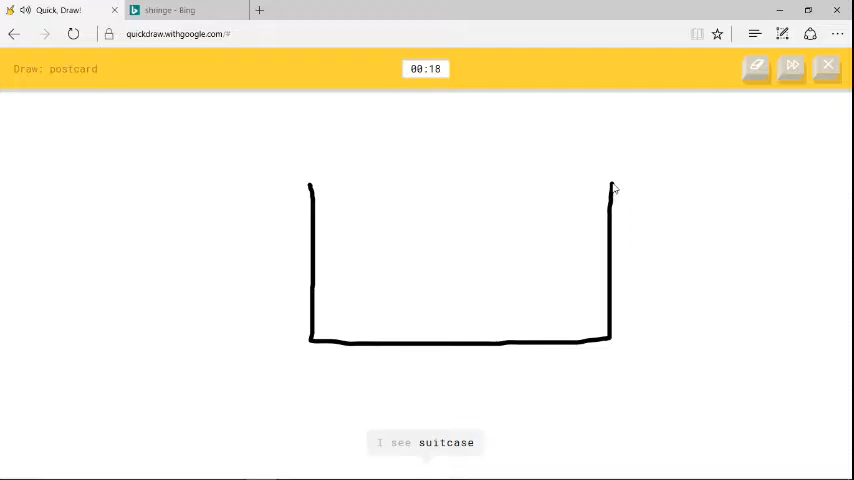 Quick, Draw!
shringe - Bing
quickdraw.withgoogle.com/#
Draw: postcard
00:18
I see suitcase